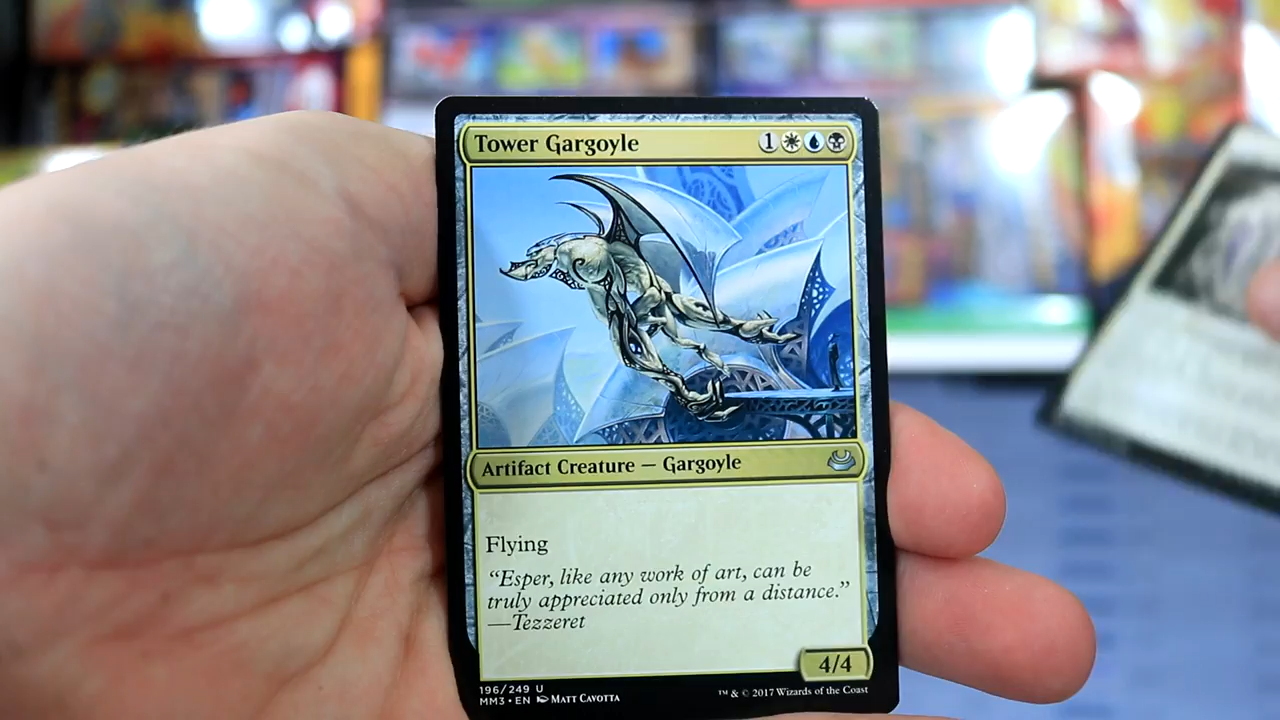 Tower Gargoyle 1
Artifact Creature — Gargoyle
Flying
“Esper, like any work of art, can be
truly appreciated only from a distance.”
—Tezzeret
4/4
196/249 U
MM3 • EN Matt Cavotta
™ & © 2017 Wizards of the Coast